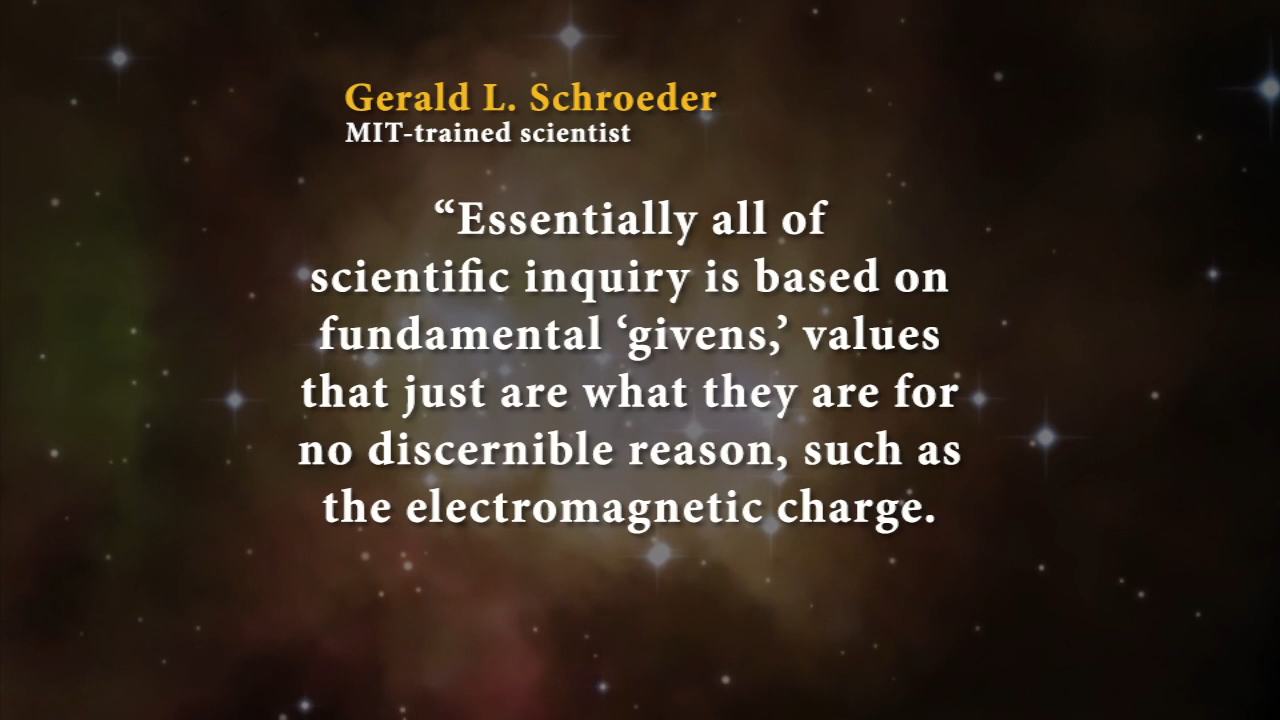 Gerald L. Schroeder
MIT-trained scientist
“Essentially all of
scientific inquiry is based on
fundamental ‘givens,’ values
that just are what they are for
no discernible reason, such as
the electromagnetic charge.